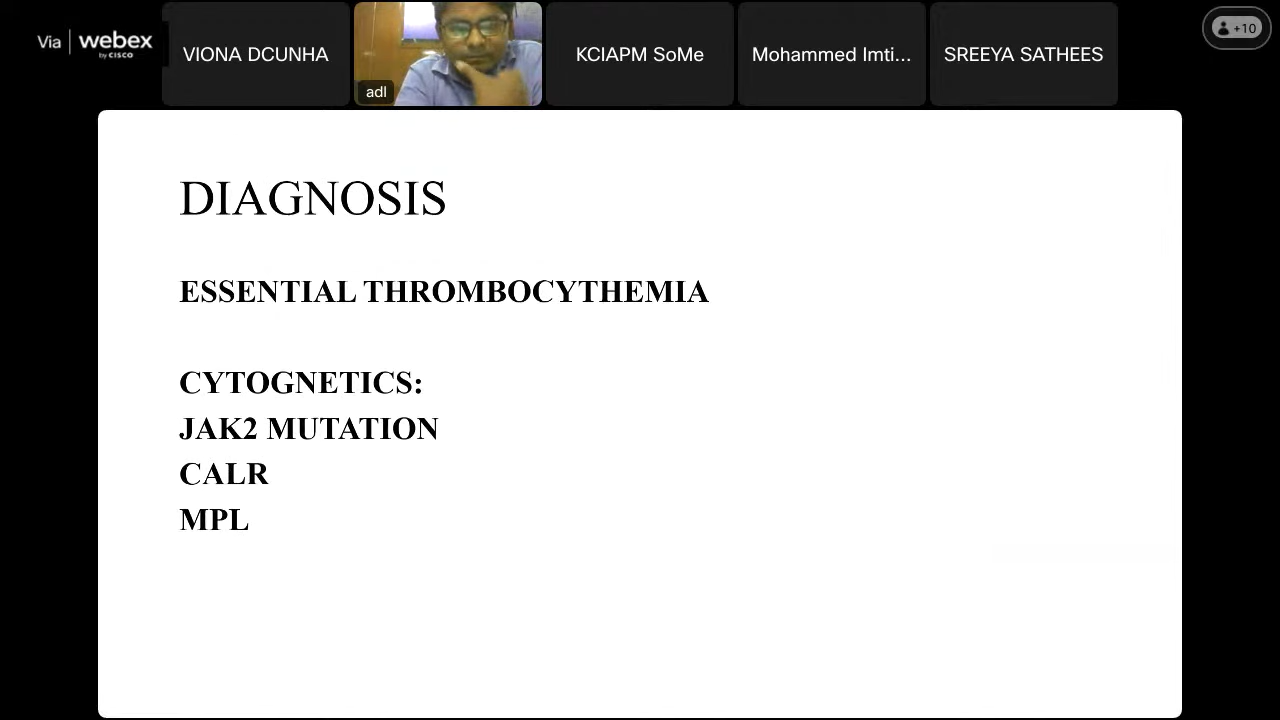 Via webex
by CISCO
VIONA DCUNHA
adl
KCIAPM SoMe
Mohammed Imti...
SREEYA SATHEES
+10
DIAGNOSIS
ESSENTIAL THROMBOCYTHEMIA
CYTOGNETICS:
JAK2 MUTATION
CALR
MPL